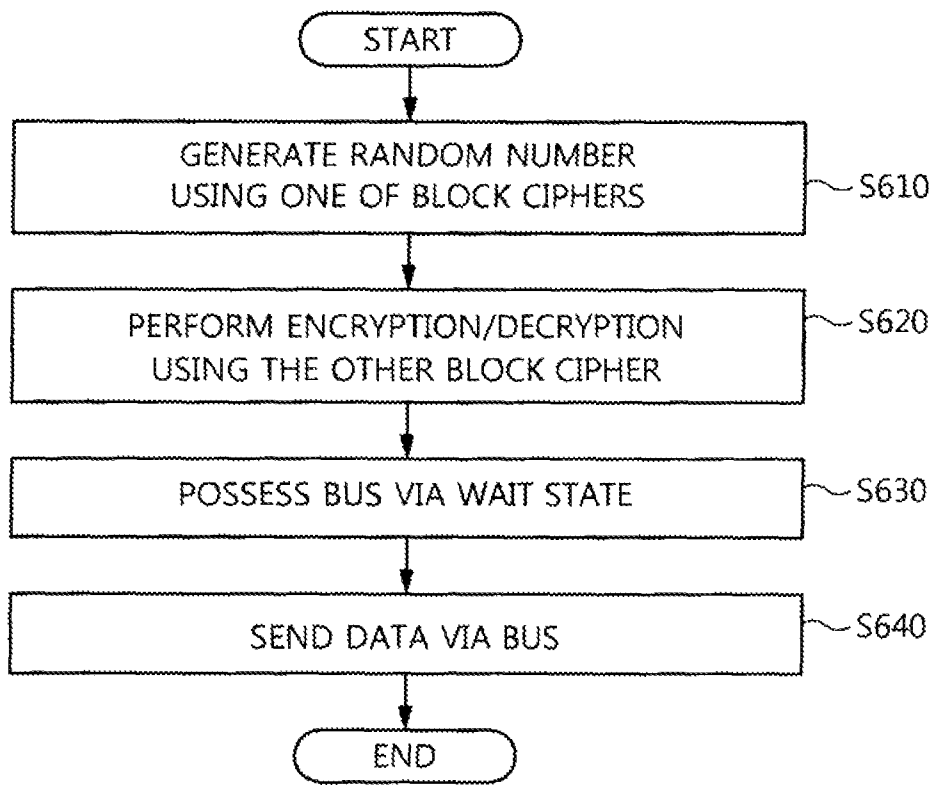 START
GENERATE RANDOM NUMBER
USING ONE OF BLOCK CIPHERS
S610
PERFORM ENCRYPTION/DECRYPTION
USING THE OTHER BLOCK CIPHER
S620
POSSESS BUS VIA WAIT STATE
S630
SEND DATA VIA BUS
S640
END